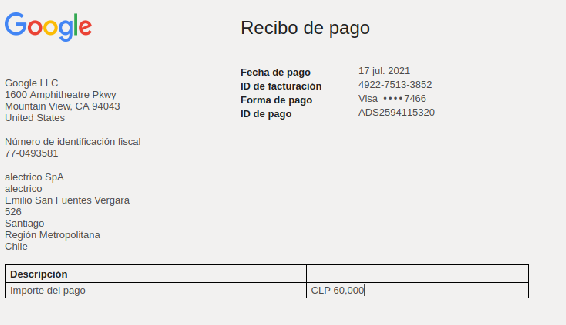 Google
Recibo de pago
Fecha de pago 17 jul. 2021
ID de facturación 4922-7513-3852
Forma de pago Visa ••••7466
ID de pago ADS2594115320
Google LLC
1600 Amphitheatre Pkwy
Mountain View, CA 94043
United States
Número de identificación fiscal
77-0493581
alectrico SpA
alectrico
Emilio San Fuentes Vergara
526
Santiago
Región Metropolitana
Chile
Descripción
Importe del pago CLP 60,000